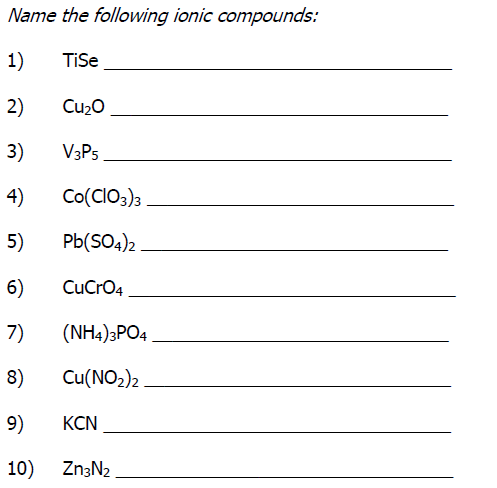 Name the following ionic compounds:
1) TiSe
2) Cu₂O
3) V₃P₅
4) Co(ClO₃)₃
5) Pb(SO₄)₂
6) CuCrO₄
7) (NH₄)₃PO₄
8) Cu(NO₂)₂
9) KCN
10) Zn₃N₂